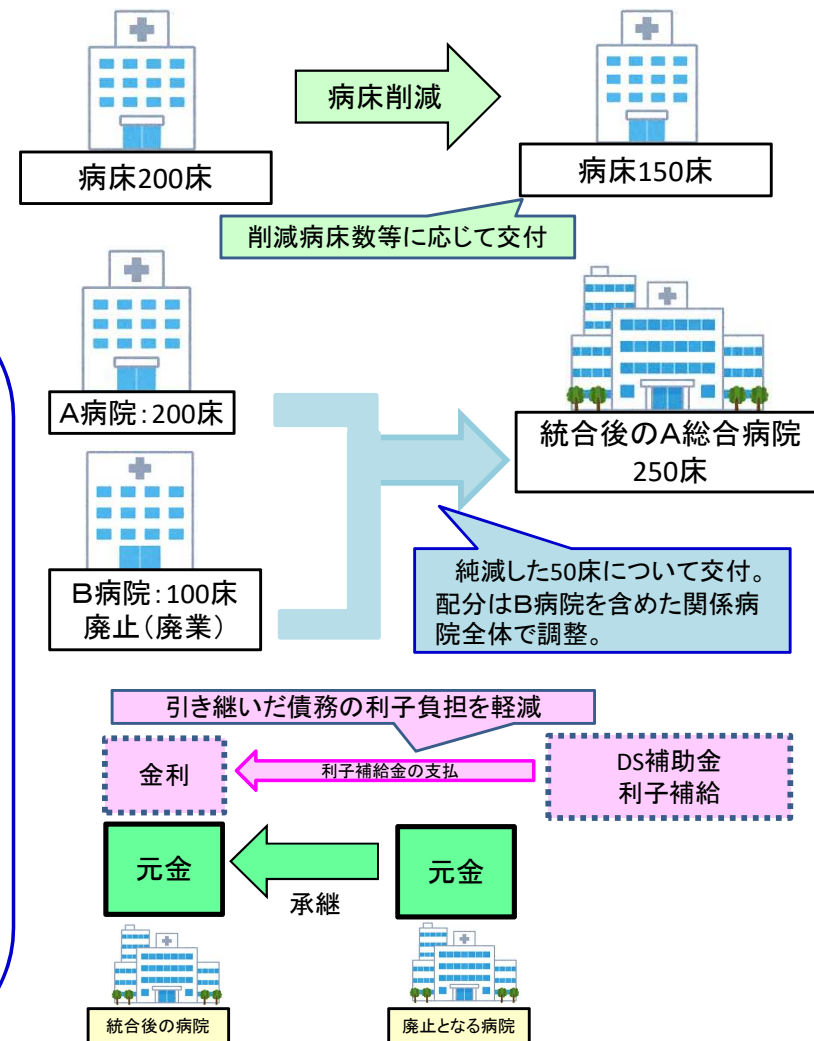 病床削減
病床200床
病床150床
削減病床数等に応じて交付
A病院:200床
統合後のA総合病院
250床
B病院:100床
廃止(廃業)
純減した50床について交付。
配分はB病院を含めた関係病
院全体で調整。
引き継いだ債務の利子負担を軽減
金利
利子補給金の支払
DS補助金
利子補給
元金
承継
元金
統合後の病院
廃止となる病院